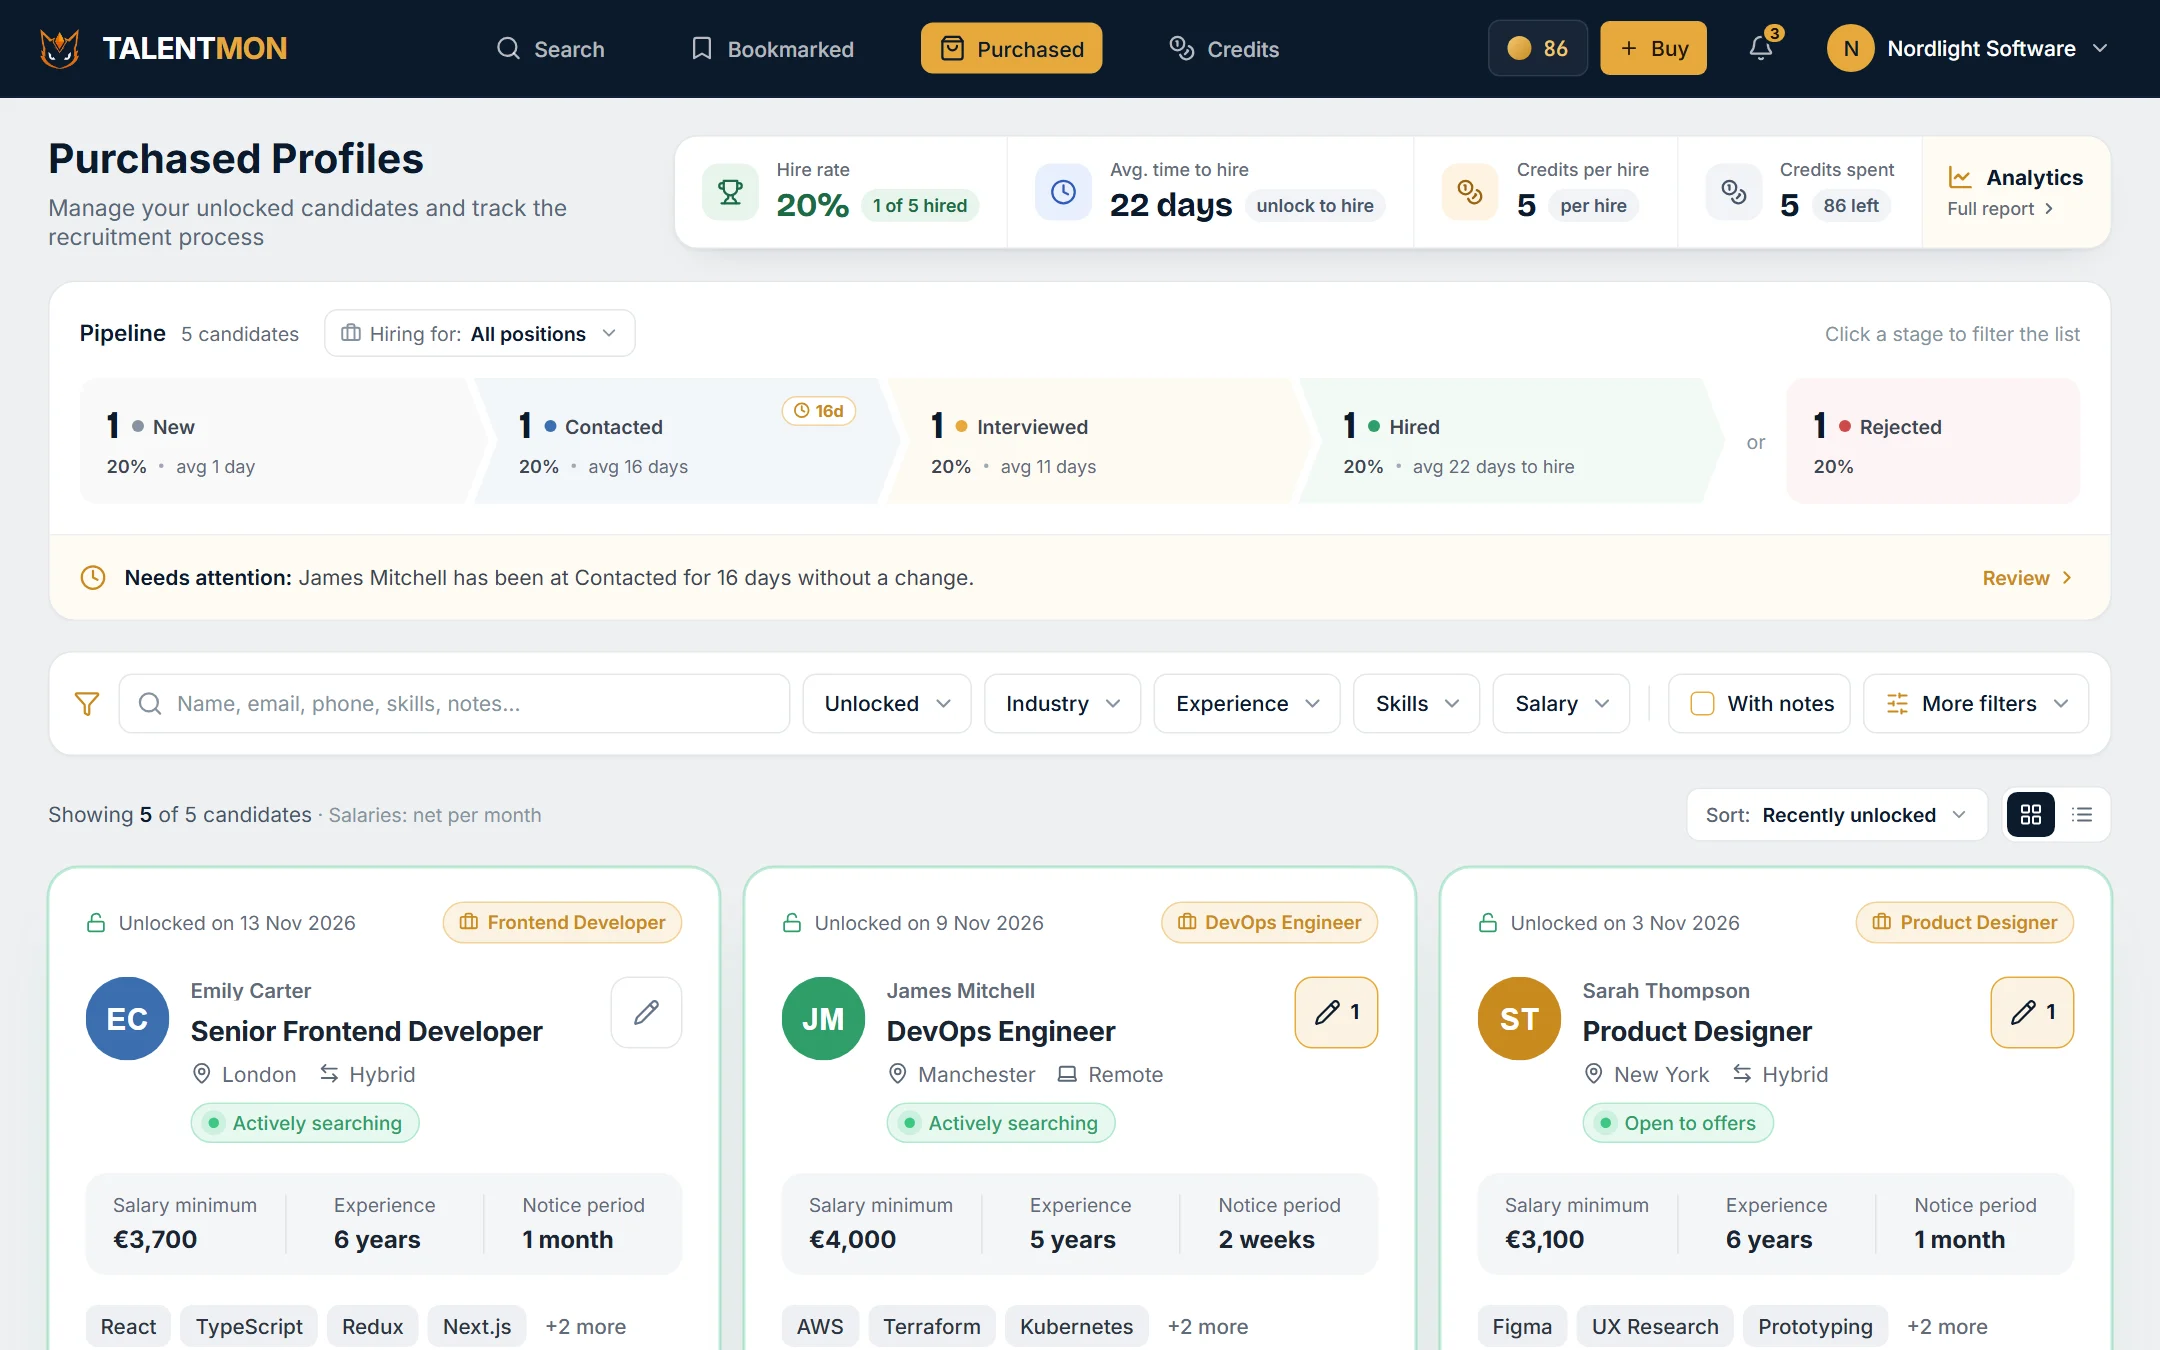 TALENTMON
Search
Bookmarked
Purchased
Credits
86
+ Buy
3
N
Nordlight Software
Purchased Profiles
Manage your unlocked candidates and track the
recruitment process
Hire rate
20% 1 of 5 hired
Avg. time to hire
22 days unlock to hire
Credits per hire
5 per hire
Credits spent
5 86 left
Analytics
Full report
Pipeline 5 candidates Hiring for: All positions
Click a stage to filter the list
1 New
20% • avg 1 day
1 Contacted
16d
20% • avg 16 days
1 Interviewed
20% • avg 11 days
1 Hired
20% • avg 22 days to hire
or
1 Rejected
20%
Needs attention: James Mitchell has been at Contacted for 16 days without a change.
Review
Name, email, phone, skills, notes...
Unlocked
Industry
Experience
Skills
Salary
With notes
More filters
Showing 5 of 5 candidates · Salaries: net per month
Sort: Recently unlocked
Unlocked on 13 Nov 2026
Frontend Developer
EC
Emily Carter
Senior Frontend Developer
London Hybrid
Actively searching
Salary minimum
€3,700
Experience
6 years
Notice period
1 month
React TypeScript Redux Next.js +2 more
Unlocked on 9 Nov 2026
DevOps Engineer
JM
James Mitchell
DevOps Engineer
1
Manchester Remote
Actively searching
Salary minimum
€4,000
Experience
5 years
Notice period
2 weeks
AWS Terraform Kubernetes +2 more
Unlocked on 3 Nov 2026
Product Designer
ST
Sarah Thompson
Product Designer
1
New York Hybrid
Open to offers
Salary minimum
€3,100
Experience
6 years
Notice period
1 month
Figma UX Research Prototyping +2 more